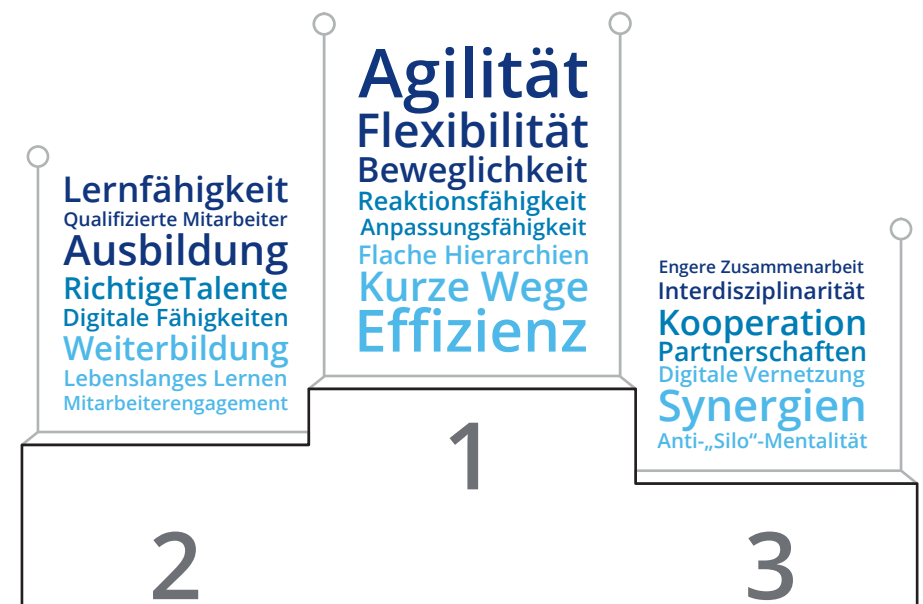 Lernfähigkeit
Qualifizierte Mitarbeiter
Ausbildung
RichtigeTalente
Digitale Fähigkeiten
Weiterbildung
Lebenslanges Lernen
Mitarbeiterengagement
2
Agilität
Flexibilität
Beweglichkeit
Reaktionsfähigkeit
Anpassungsfähigkeit
Flache Hierarchien
Kurze Wege
Effizienz
1
Engere Zusammenarbeit
Interdisziplinarität
Kooperation
Partnerschaften
Digitale Vernetzung
Synergien
Anti-„Silo“-Mentalität
3